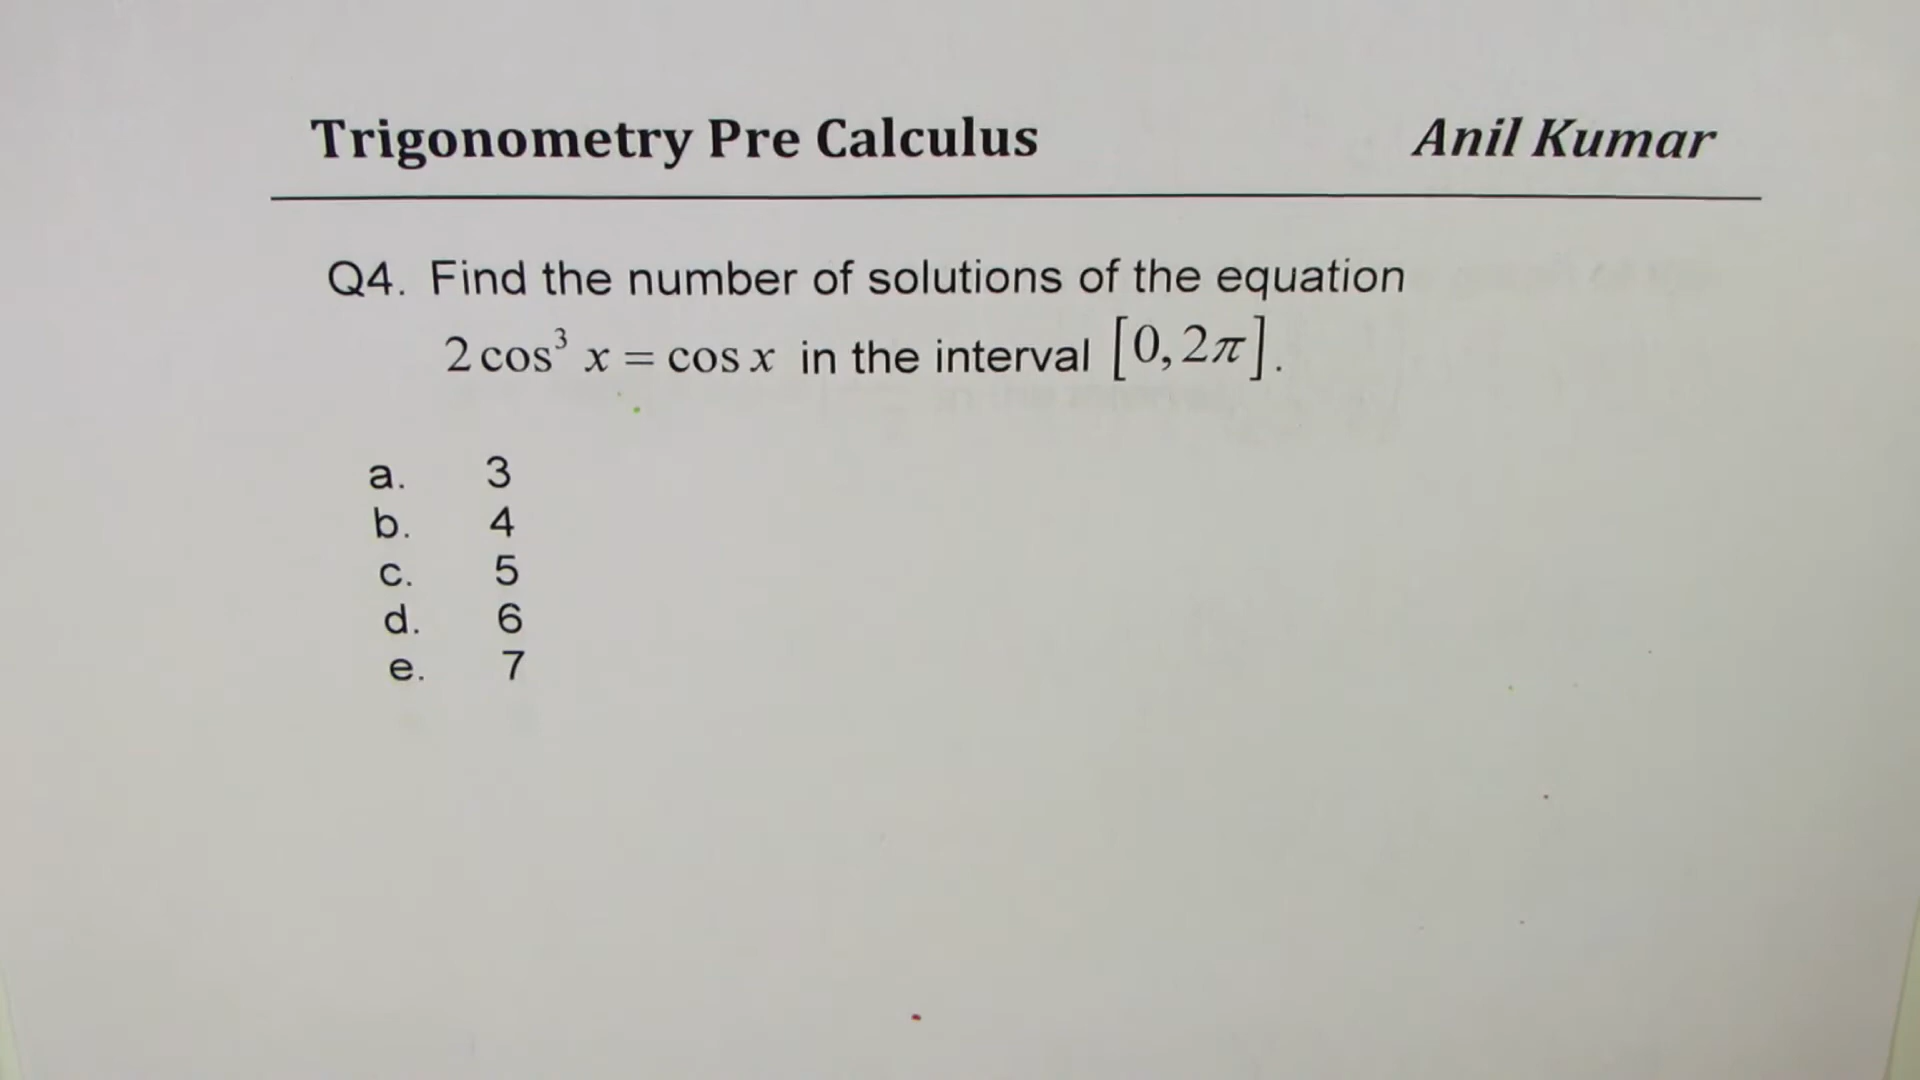 Trigonometry Pre Calculus Anil Kumar
Q4. Find the number of solutions of the equation
2 cos³ x = cos x in the interval [0, 2π].
a. 3
b. 4
c. 5
d. 6
e. 7